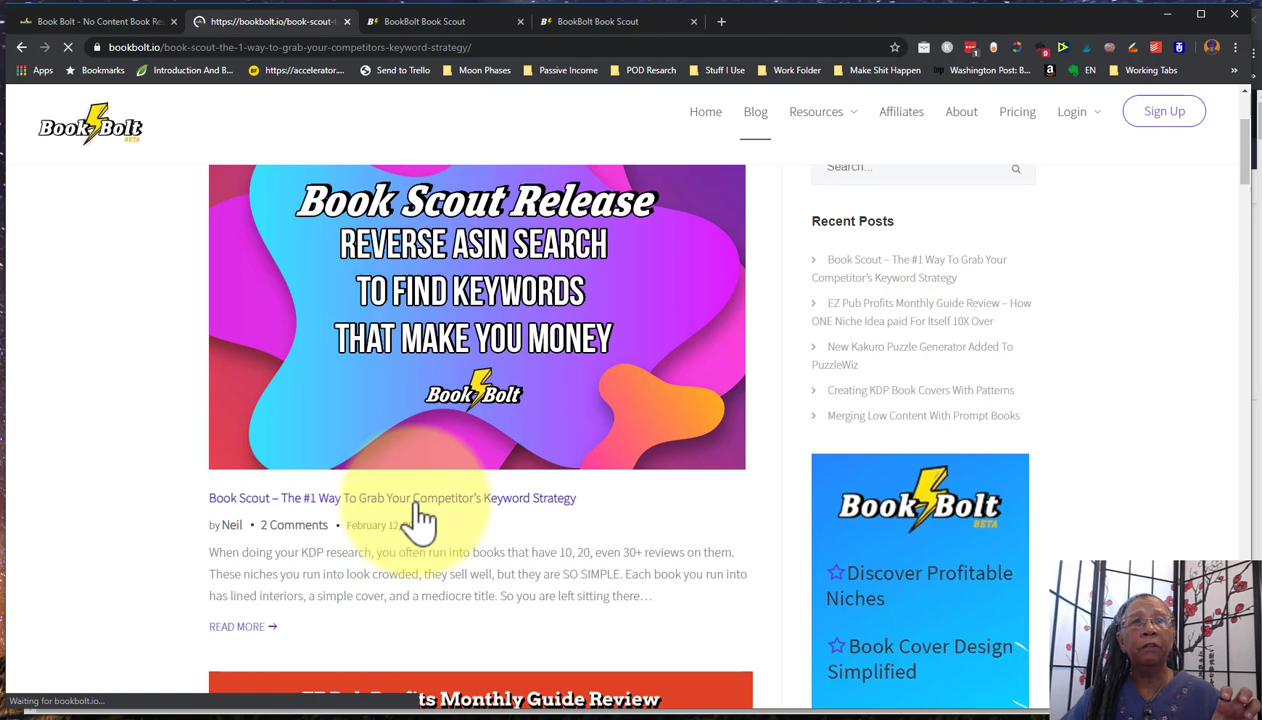 Book Bolt - No Content Book Res
https://bookbolt.io/book-scout-t
BookBolt Book Scout
BookBolt Book Scout
bookbolt.io/book-scout-the-1-way-to-grab-your-competitors-keyword-strategy/
Apps
Bookmarks
Introduction And B...
https://accelerator....
Send to Trello
Moon Phases
Passive Income
POD Resarch
Stuff I Use
Work Folder
Make Shit Happen
Washington Post: B...
EN
Working Tabs
Book Bolt
BETA
Home
Blog
Resources
Affiliates
About
Pricing
Login
Sign Up
Book Scout Release
REVERSE ASIN SEARCH
TO FIND KEYWORDS
THAT MAKE YOU MONEY
Book Bolt
Book Scout – The #1 Way To Grab Your Competitor's Keyword Strategy
by Neil • 2 Comments • February 12,
When doing your KDP research, you often run into books that have 10, 20, even 30+ reviews on them.
These niches you run into look crowded, they sell well, but they are SO SIMPLE. Each book you run into
has lined interiors, a simple cover, and a mediocre title. So you are left sitting there…
READ MORE
EZ Pub Profits Monthly Guide Review
Search...
Recent Posts
Book Scout – The #1 Way To Grab Your
Competitor's Keyword Strategy
EZ Pub Profits Monthly Guide Review – How
ONE Niche Idea paid For Itself 10X Over
New Kakuro Puzzle Generator Added To
PuzzleWiz
Creating KDP Book Covers With Patterns
Merging Low Content With Prompt Books
Book Bolt
BETA
Discover Profitable
Niches
Book Cover Design
Simplified
Waiting for bookbolt.io...